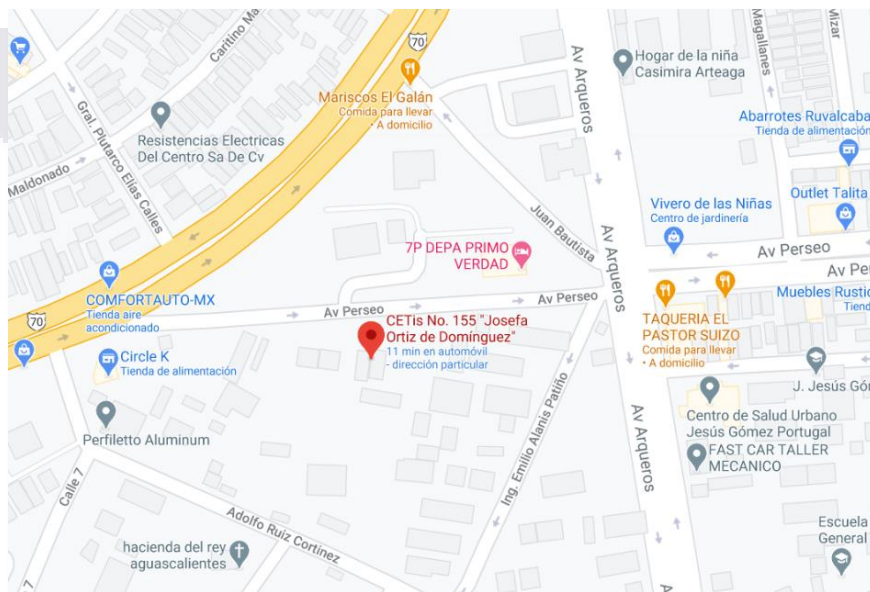 Caritino Ma
70
Mariscos El Galán
Comida para llevar
· A domicilio
Av Arqueros
Hogar de la niña
Casimira Arteaga
Magallanes
Mizar
Abarrotes Ruvalcaba
Tienda de alimentación
Resistencias Electricas
Del Centro Sa De Cv
Gral. Plutarco Elías Calles
Maldonado
Vivero de las Niñas
Centro de jardinería
Outlet Talita
Juan Bautista
7P DEPA PRIMO
VERDAD
Av Arqueros
Av Perseo
Av Pe
COMFORTAUTO-MX
Tienda aire
acondicionado
Av Perseo
Av Perseo
Muebles Rustic
Tiend
70
CETis No. 155 "Josefa
Ortiz de Domínguez"
11 min en automóvil
- dirección particular
TAQUERIA EL
PASTOR SUIZO
Comida para llevar
· A domicilio
Circle K
Tienda de alimentación
J. Jesús Gó
Perfiletto Aluminum
Ing. Emilio Alanis Patiño
Av Arqueros
Centro de Salud Urbano
Jesús Gómez Portugal
FAST CAR TALLER
MECANICO
Calle 7
Adolfo Ruiz Cortinez
hacienda del rey
aguascalientes
Escuela
General
7
Av